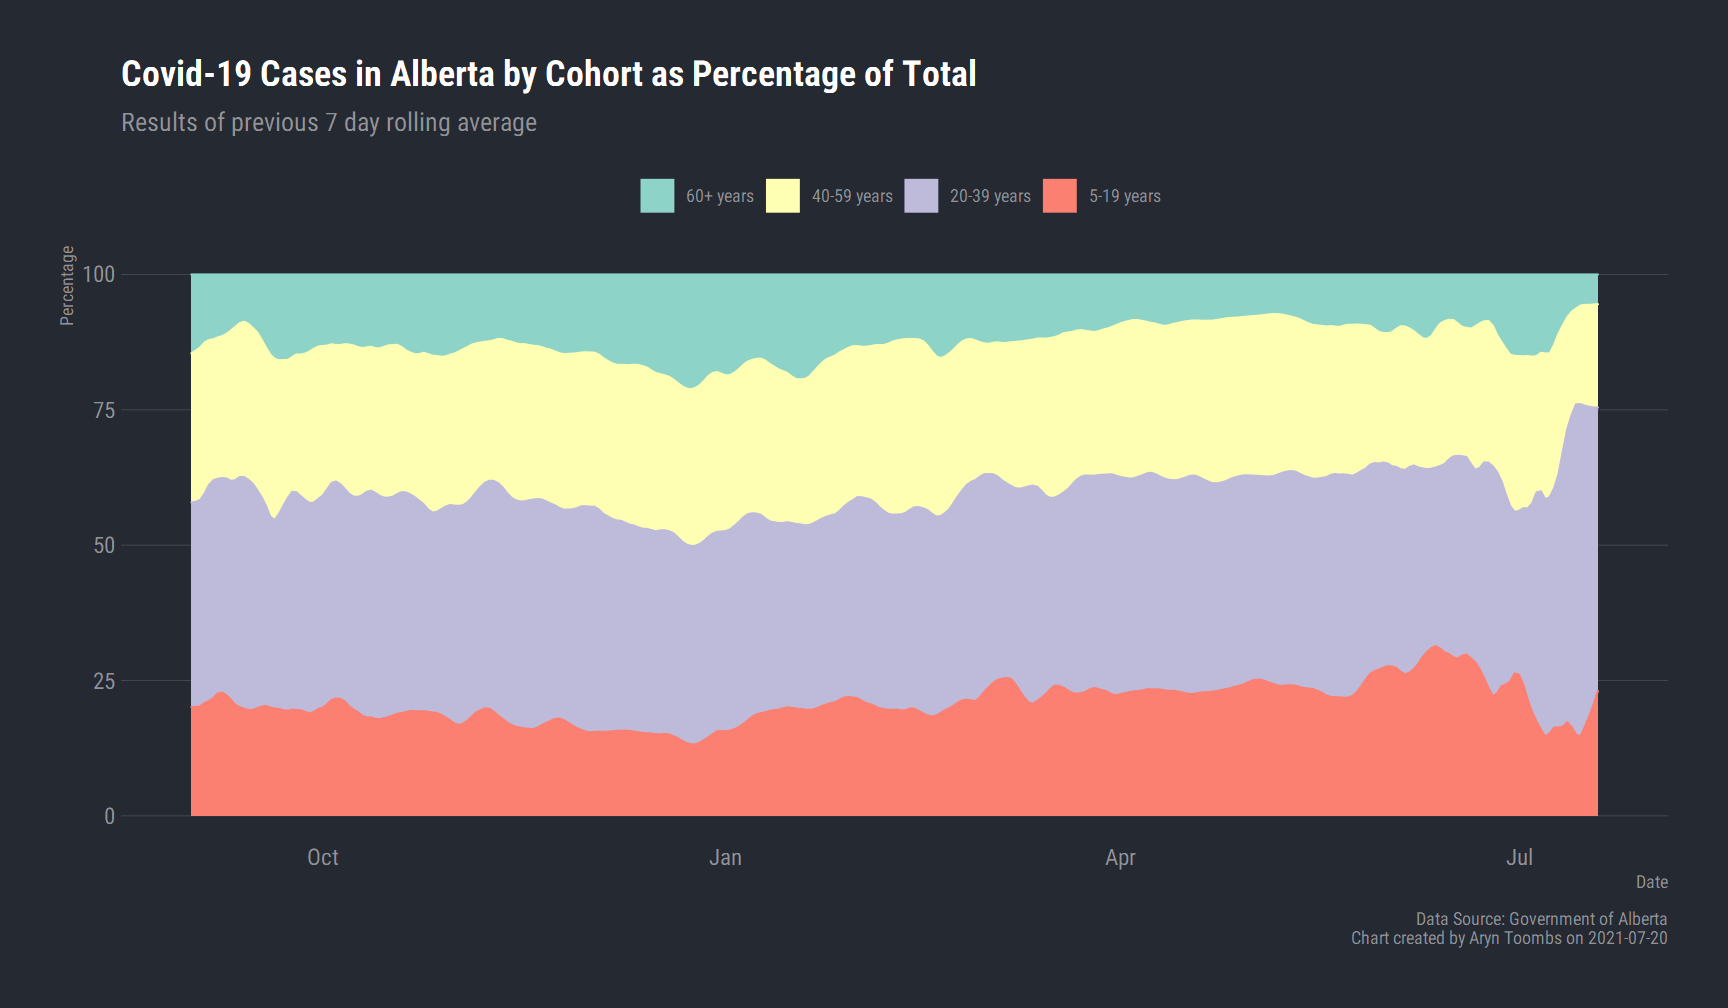 Covid-19 Cases in Alberta by Cohort as Percentage of Total
Results of previous 7 day rolling average
60+ years
40-59 years
20-39 years
5-19 years
Percentage
100
75
50
25
0
Oct
Jan
Apr
Jul
Date
Data Source: Government of Alberta
Chart created by Aryn Toombs on 2021-07-20